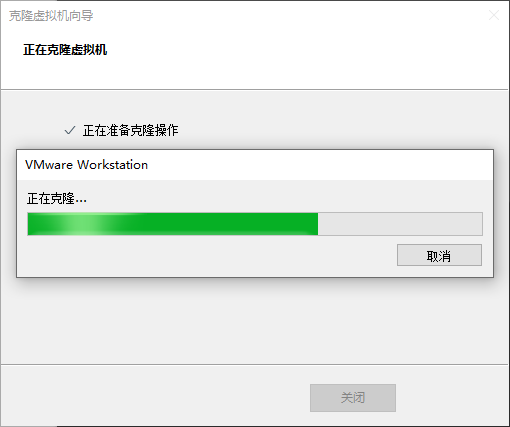 克隆虚拟机向导
正在克隆虚拟机
正在准备克隆操作
VMware Workstation
正在克隆...
取消
关闭